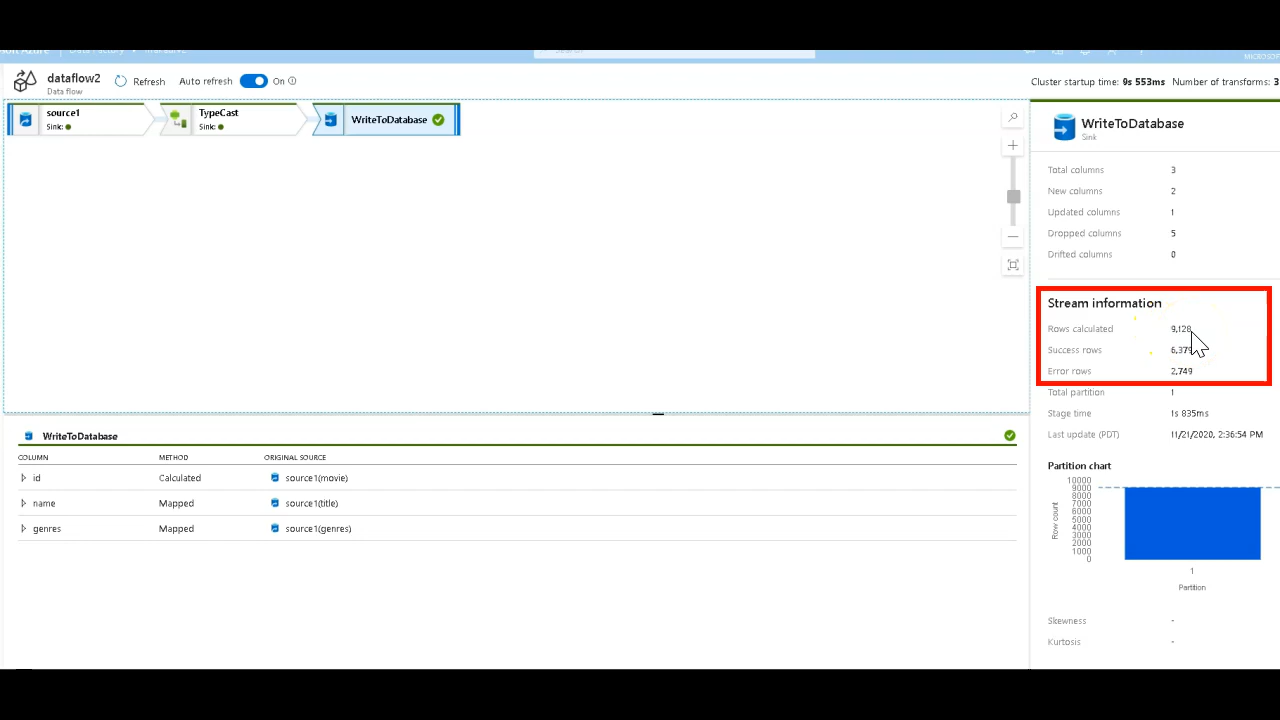 dataflow2
Data flow
Refresh
Auto refresh
On
Cluster startup time: 9s 553ms Number of transforms: 3
source1
Sink:
TypeCast
Sink:
WriteToDatabase
WriteToDatabase
Sink
Total columns 3
New columns 2
Updated columns 1
Dropped columns 5
Drifted columns 0
Stream information
Rows calculated 9,128
Success rows 6,379
Error rows 2,749
Total partition 1
Stage time 1s 835ms
Last update (PDT) 11/21/2020, 2:36:54 PM
WriteToDatabase
COLUMN METHOD ORIGINAL SOURCE
id Calculated source1(movie)
name Mapped source1(title)
genres Mapped source1(genres)
Partition chart
10000
9000
8000
7000
6000
5000
4000
3000
2000
1000
0
Row count
1
Partition
Skewness -
Kurtosis -